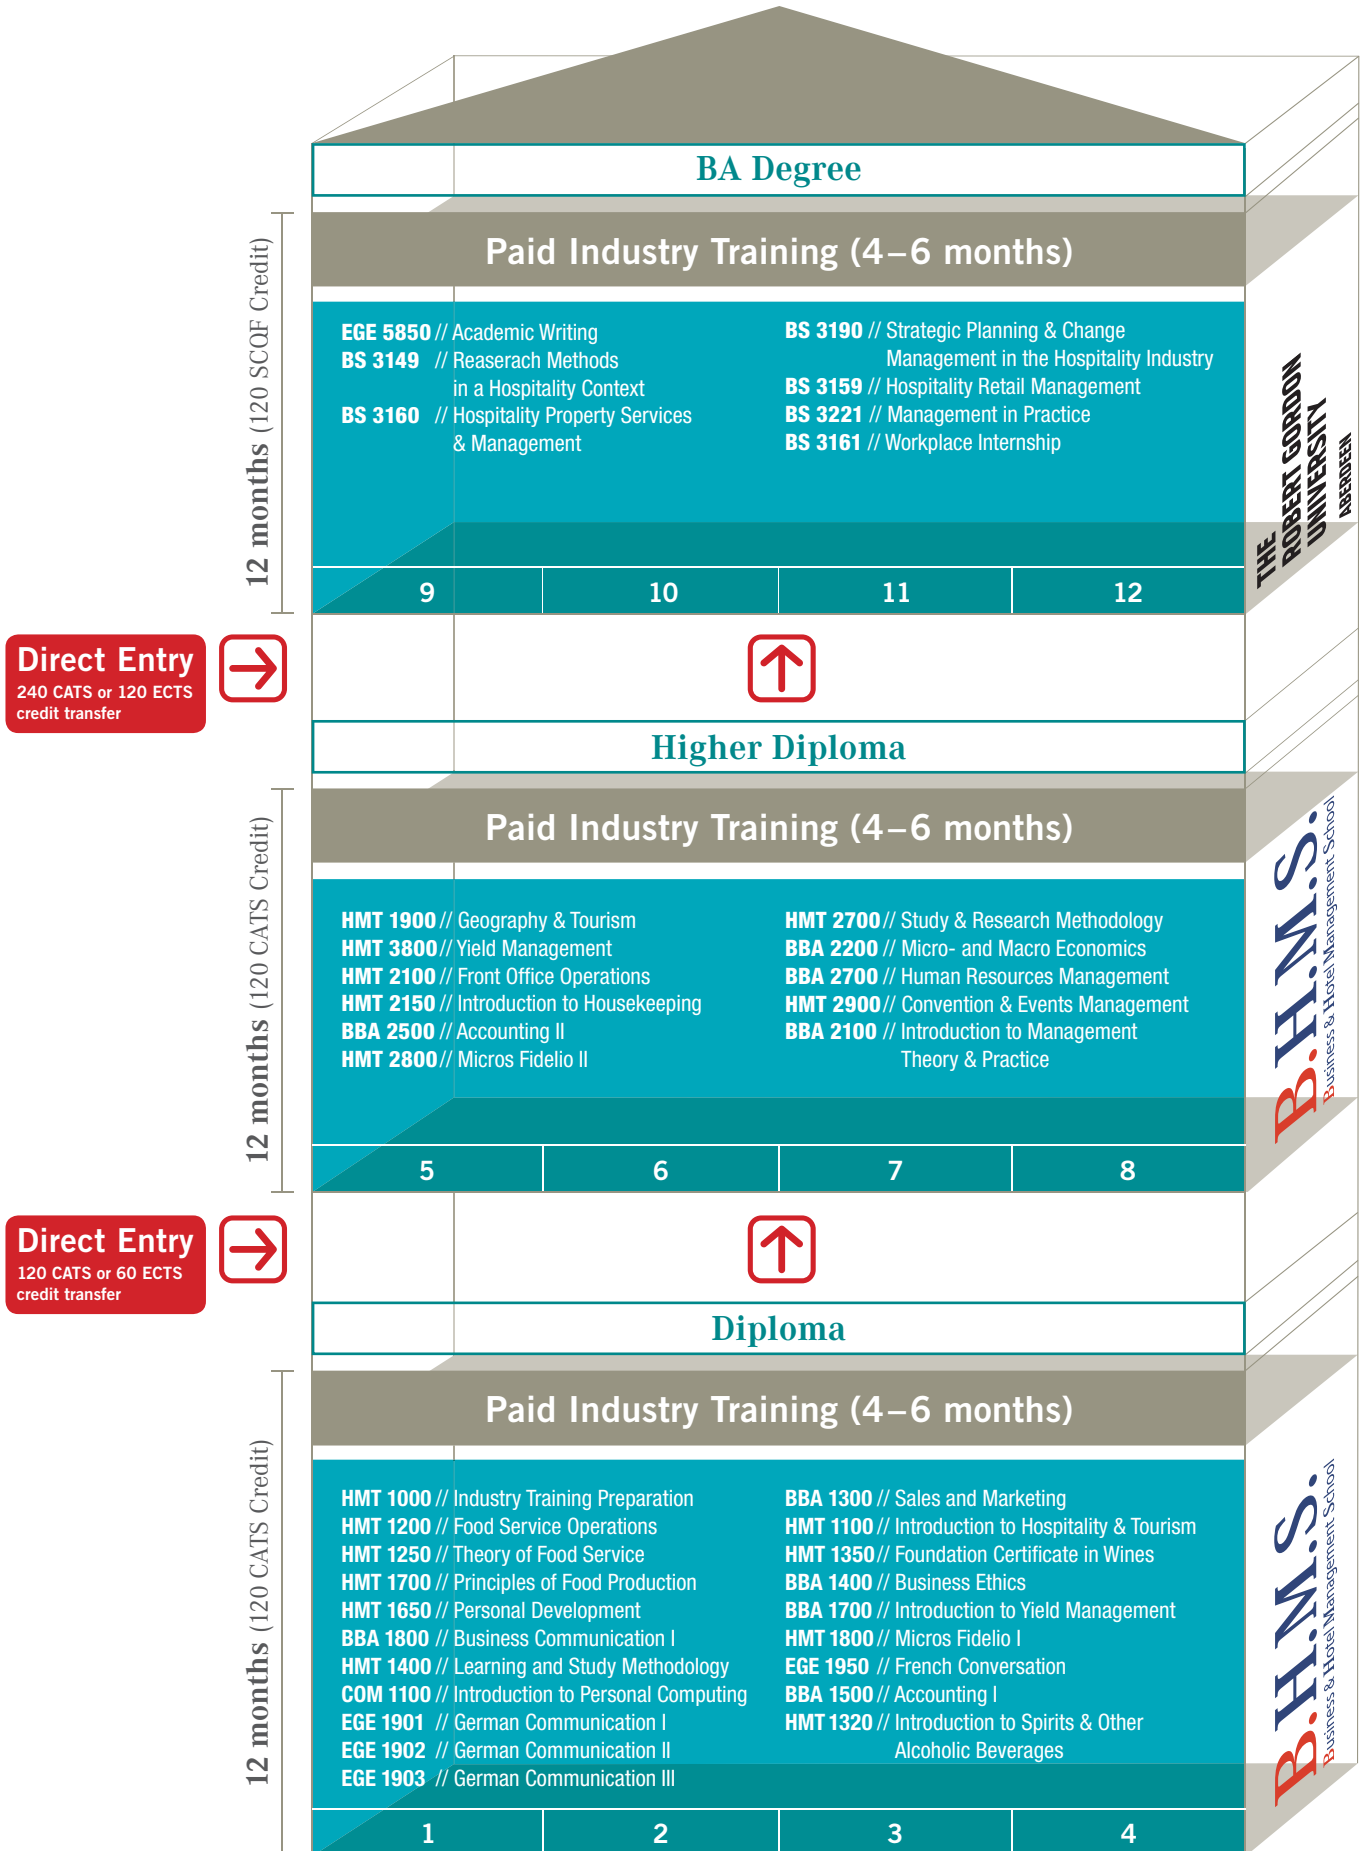 BA Degree
Paid Industry Training (4–6 months)
12 months (120 SCQF Credit)
EGE 5850 // Academic Writing
BS 3149 // Reaserach Methods
in a Hospitality Context
BS 3160 // Hospitality Property Services
& Management
BS 3190 // Strategic Planning & Change
Management in the Hospitality Industry
BS 3159 // Hospitality Retail Management
BS 3221 // Management in Practice
BS 3161 // Workplace Internship
THE
ROBERT GORDON
UNIVERSITY
ABERDEEN
9
10
11
12
Direct Entry
240 CATS or 120 ECTS
credit transfer
Higher Diploma
Paid Industry Training (4–6 months)
12 months (120 CATS Credit)
HMT 1900 // Geography & Tourism
HMT 3800 // Yield Management
HMT 2100 // Front Office Operations
HMT 2150 // Introduction to Housekeeping
BBA 2500 // Accounting II
HMT 2800 // Micros Fidelio II
HMT 2700 // Study & Research Methodology
BBA 2200 // Micro- and Macro Economics
BBA 2700 // Human Resources Management
HMT 2900 // Convention & Events Management
BBA 2100 // Introduction to Management
Theory & Practice
B.H.M.S.
Business & Hotel Management School
5
6
7
8
Direct Entry
120 CATS or 60 ECTS
credit transfer
Diploma
Paid Industry Training (4–6 months)
12 months (120 CATS Credit)
HMT 1000 // Industry Training Preparation
HMT 1200 // Food Service Operations
HMT 1250 // Theory of Food Service
HMT 1700 // Principles of Food Production
HMT 1650 // Personal Development
BBA 1800 // Business Communication I
HMT 1400 // Learning and Study Methodology
COM 1100 // Introduction to Personal Computing
EGE 1901 // German Communication I
EGE 1902 // German Communication II
EGE 1903 // German Communication III
BBA 1300 // Sales and Marketing
HMT 1100 // Introduction to Hospitality & Tourism
HMT 1350 // Foundation Certificate in Wines
BBA 1400 // Business Ethics
BBA 1700 // Introduction to Yield Management
HMT 1800 // Micros Fidelio I
EGE 1950 // French Conversation
BBA 1500 // Accounting I
HMT 1320 // Introduction to Spirits & Other
Alcoholic Beverages
B.H.M.S.
Business & Hotel Management School
1
2
3
4